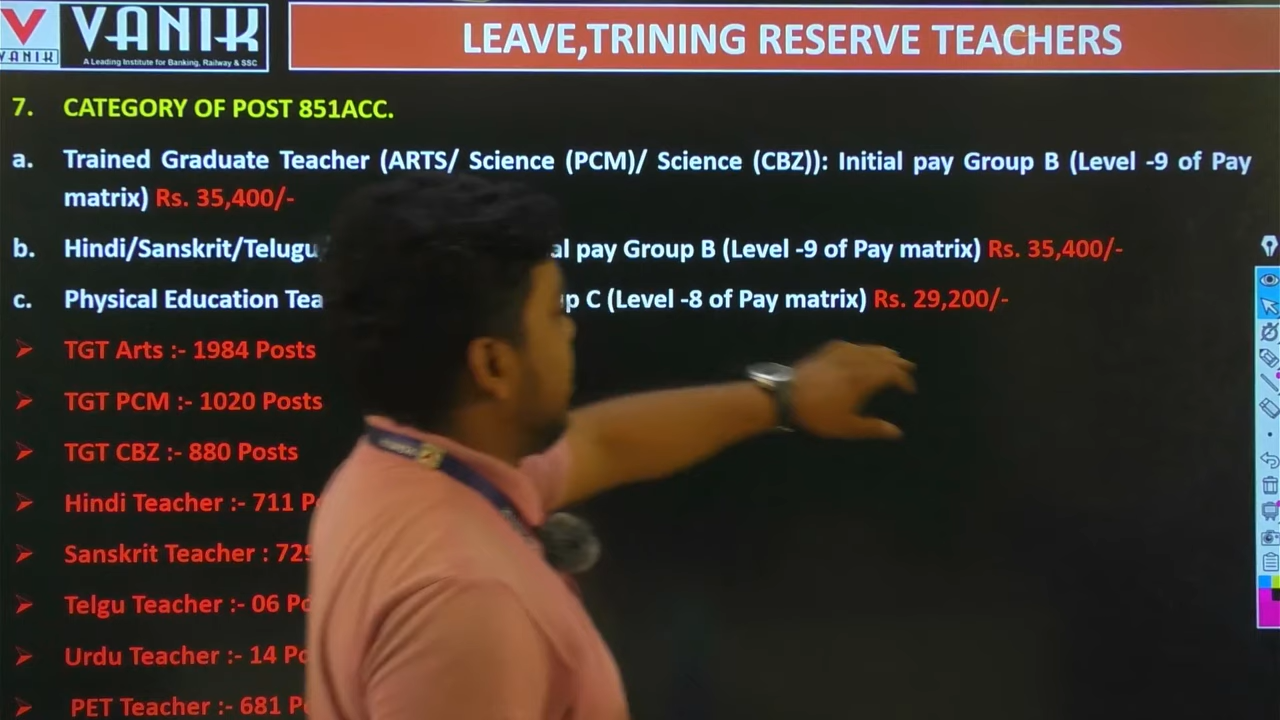 VANIK
VANIK
A Leading Institute for Banking, Railway & SSC
LEAVE,TRINING RESERVE TEACHERS
7. CATEGORY OF POST 851ACC.
a. Trained Graduate Teacher (ARTS/ Science (PCM)/ Science (CBZ)): Initial pay Group B (Level -9 of Pay
matrix) Rs. 35,400/-
b. Hindi/Sanskrit/Telugu pay Group B (Level -9 of Pay matrix) Rs. 35,400/-
c. Physical Education C (Level -8 of Pay matrix) Rs. 29,200/-
➢ TGT Arts :- 1984 Posts
➢ TGT PCM :- 1020 Posts
➢ TGT CBZ :- 880 Posts
➢ Hindi Teacher :- 711
➢ Sanskrit Teacher : 729
➢ Telgu Teacher :- 06
➢ Urdu Teacher :- 14
➢ PET Teacher :- 681